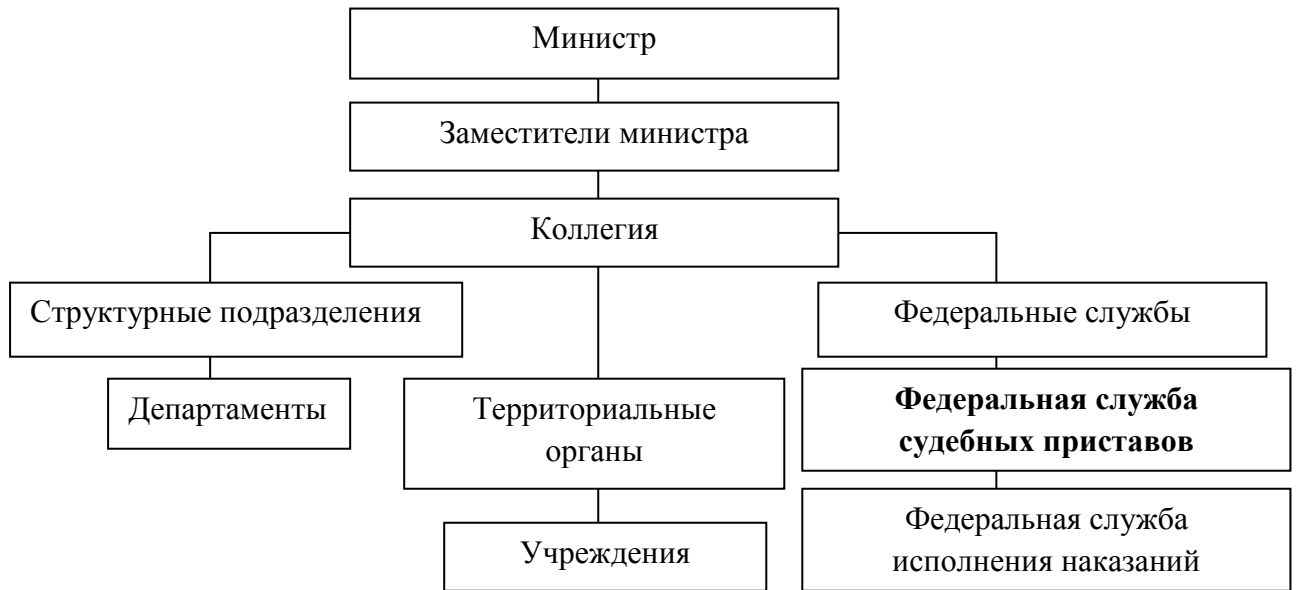 Министр
Заместители министра
Коллегия
Структурные подразделения
Федеральные службы
Департаменты
Территориальные
органы
Федеральная служба
судебных приставов
Учреждения
Федеральная служба
исполнения наказаний